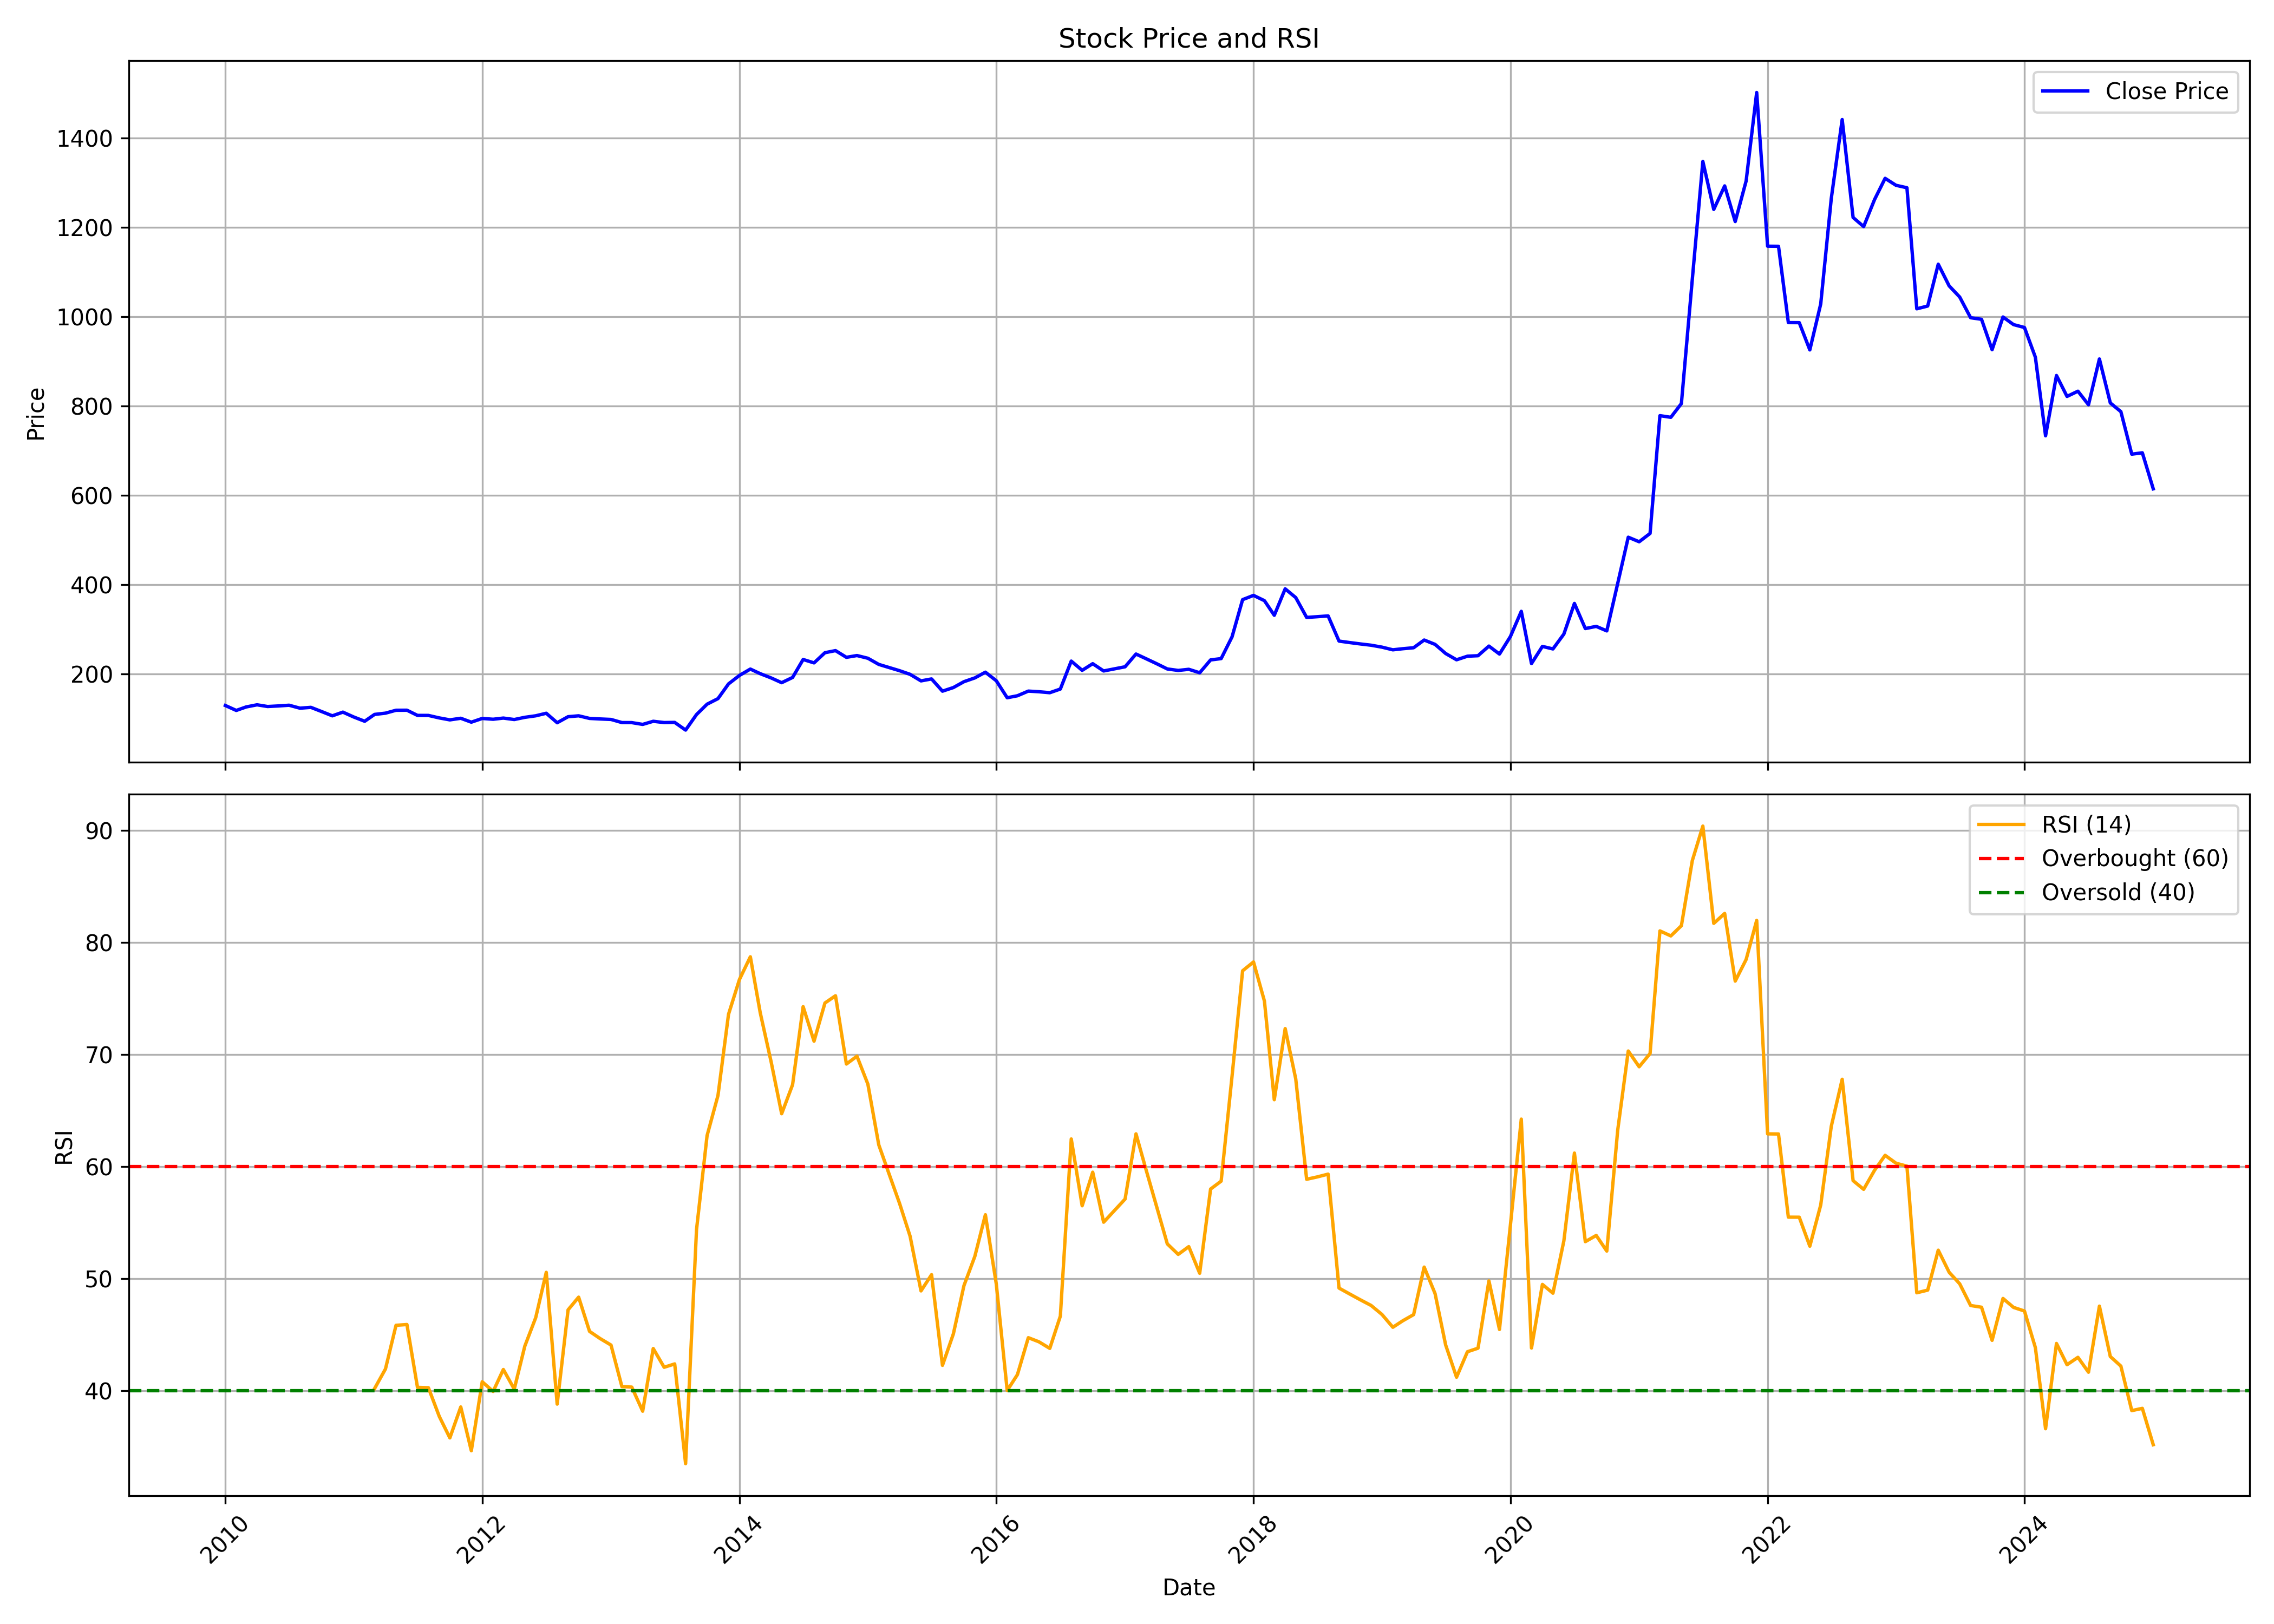 Stock Price and RSI
Close Price
1400
1200
1000
800
600
400
200
Price
RSI (14)
Overbought (60)
Oversold (40)
90
80
70
60
50
40
RSI
2010
2012
2014
2016
2018
2020
2022
2024
Date